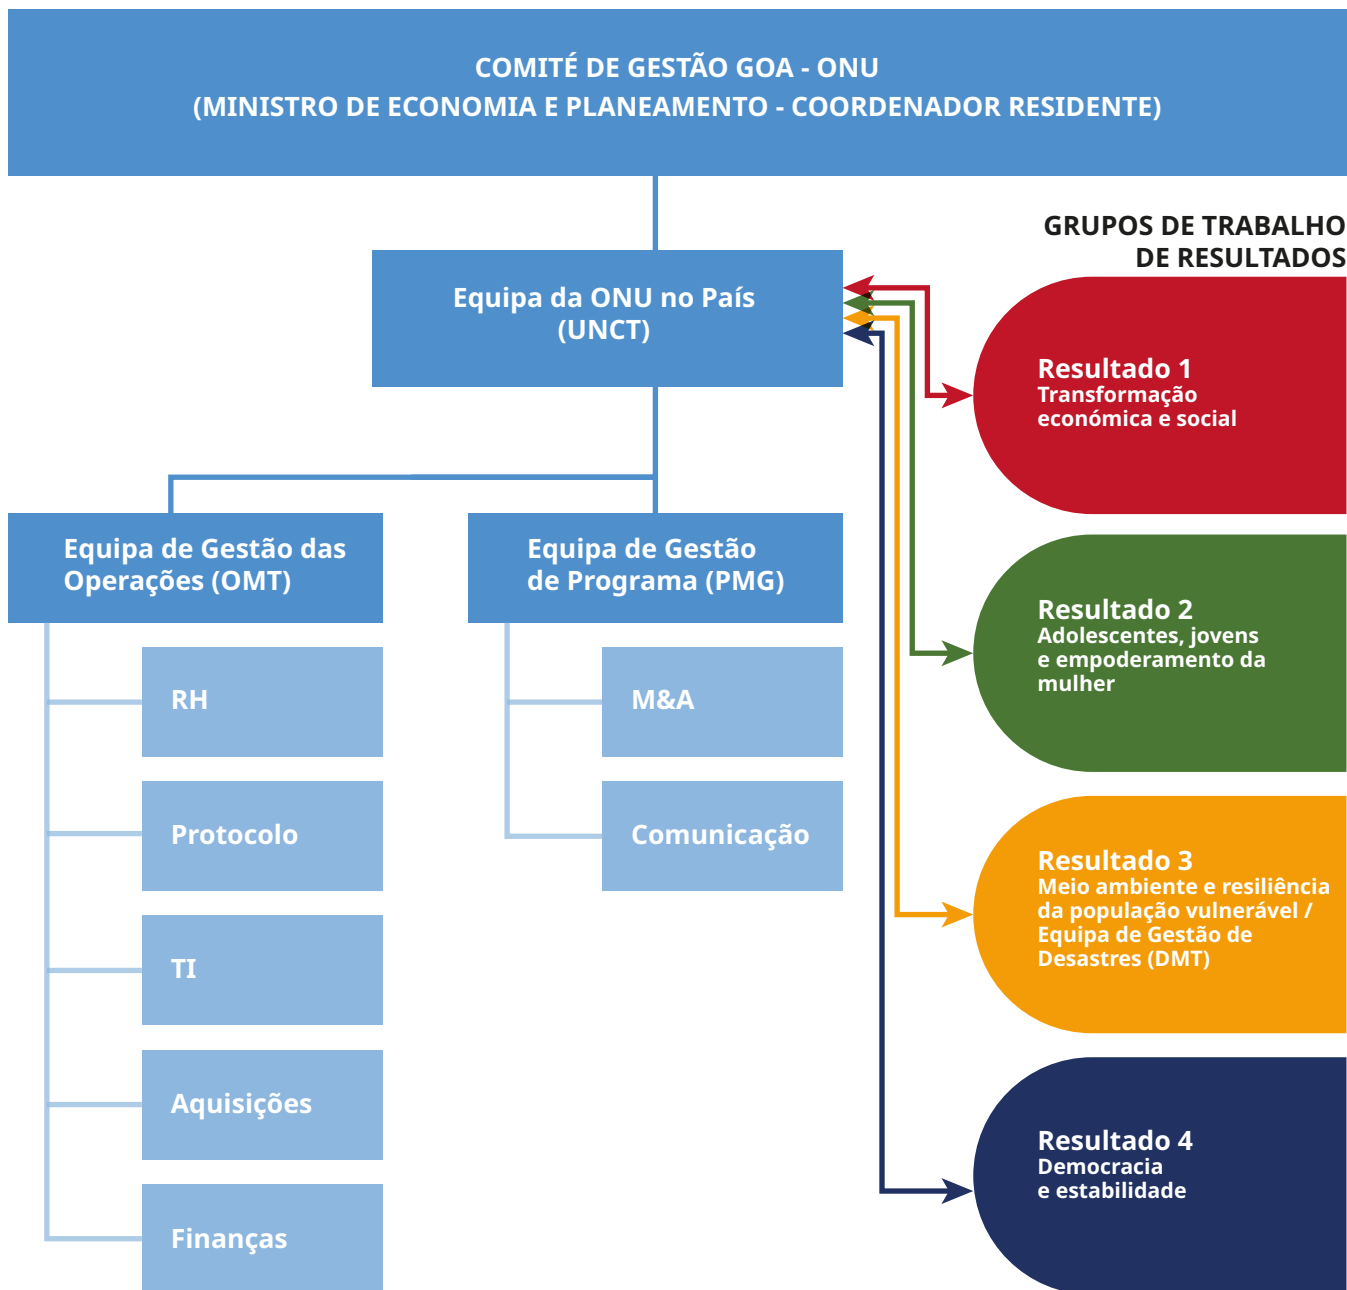 COMITÉ DE GESTÃO GOA - ONU
(MINISTRO DE ECONOMIA E PLANEAMENTO - COORDENADOR RESIDENTE)
Equipa da ONU no País
(UNCT)
Equipa de Gestão das
Operações (OMT)
RH
Protocolo
TI
Aquisições
Finanças
Equipa de Gestão
de Programa (PMG)
M&A
Comunicação
GRUPOS DE TRABALHO
DE RESULTADOS
Resultado 1
Transformação
económica e social
Resultado 2
Adolescentes, jovens
e empoderamento da
mulher
Resultado 3
Meio ambiente e resiliência
da população vulnerável /
Equipa de Gestão de
Desastres (DMT)
Resultado 4
Democracia
e estabilidade